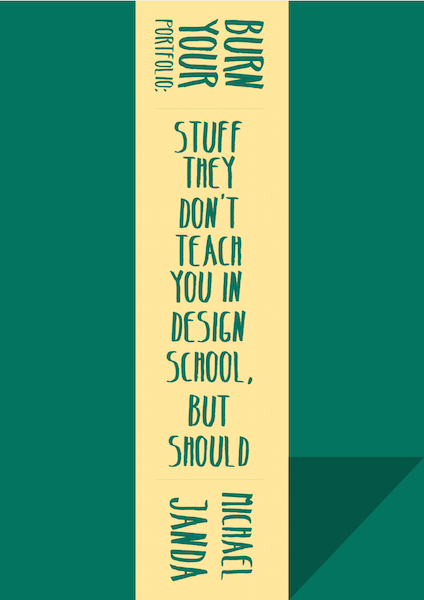 BURN
YOUR
PORTFOLIO:
STUFF
THEY
DON'T
TEACH
YOU IN
DESIGN
SCHOOL,
BUT
SHOULD
MICHAEL
JANDA